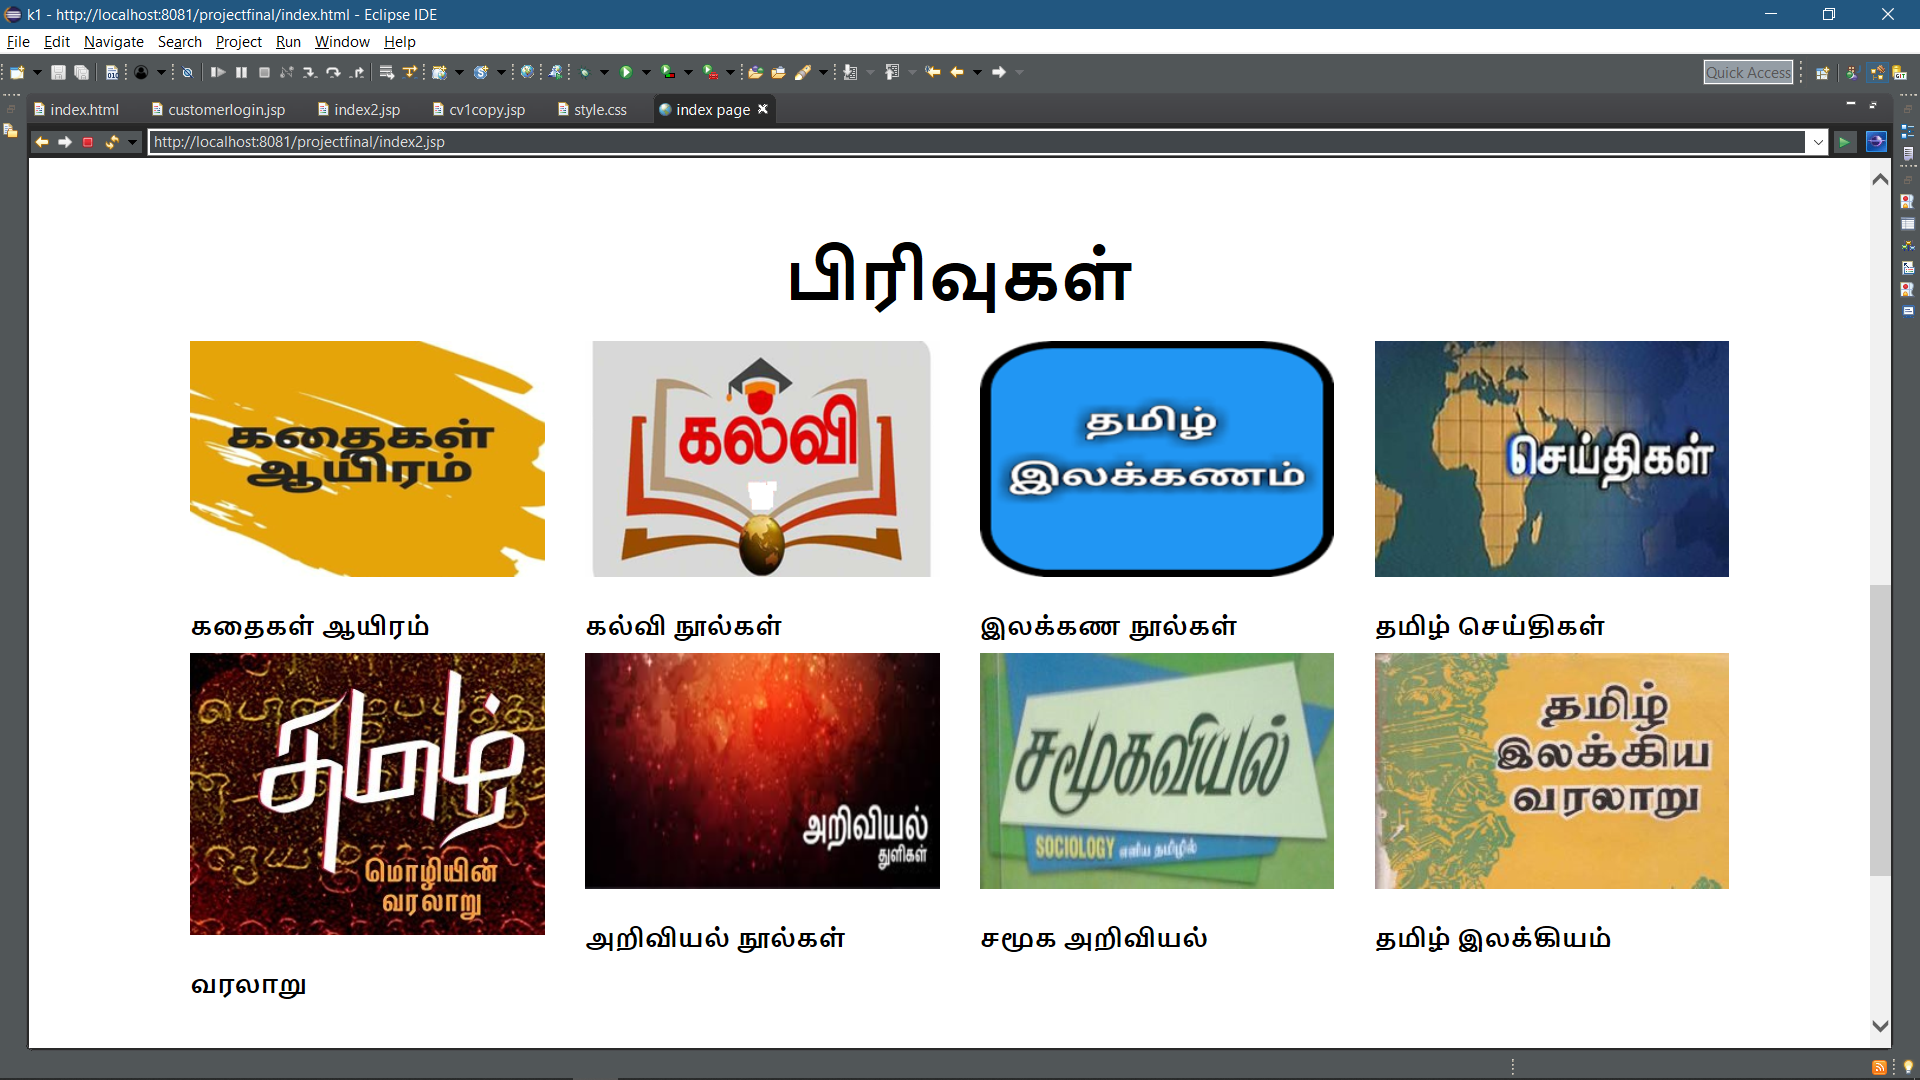 k1 - http://localhost:8081/projectfinal/index.html - Eclipse IDE
File Edit Navigate Search Project Run Window Help
Quick Access
index.html customerlogin.jsp index2.jsp cv1copy.jsp style.css index page
http://localhost:8081/projectfinal/index2.jsp
பிரிவுகள்
கதைகள்
ஆயிரம்
கல்வி
தமிழ்
இலக்கணம்
செய்திகள்
கதைகள் ஆயிரம்
கல்வி நூல்கள்
இலக்கண நூல்கள்
தமிழ் செய்திகள்
தமிழ்
மொழியின்
வரலாறு
அறிவியல்
துளிகள்
சமூகவியல்
SOCIOLOGY எளிய தமிழில்
தமிழ்
இலக்கிய
வரலாறு
வரலாறு
அறிவியல் நூல்கள்
சமூக அறிவியல்
தமிழ் இலக்கியம்